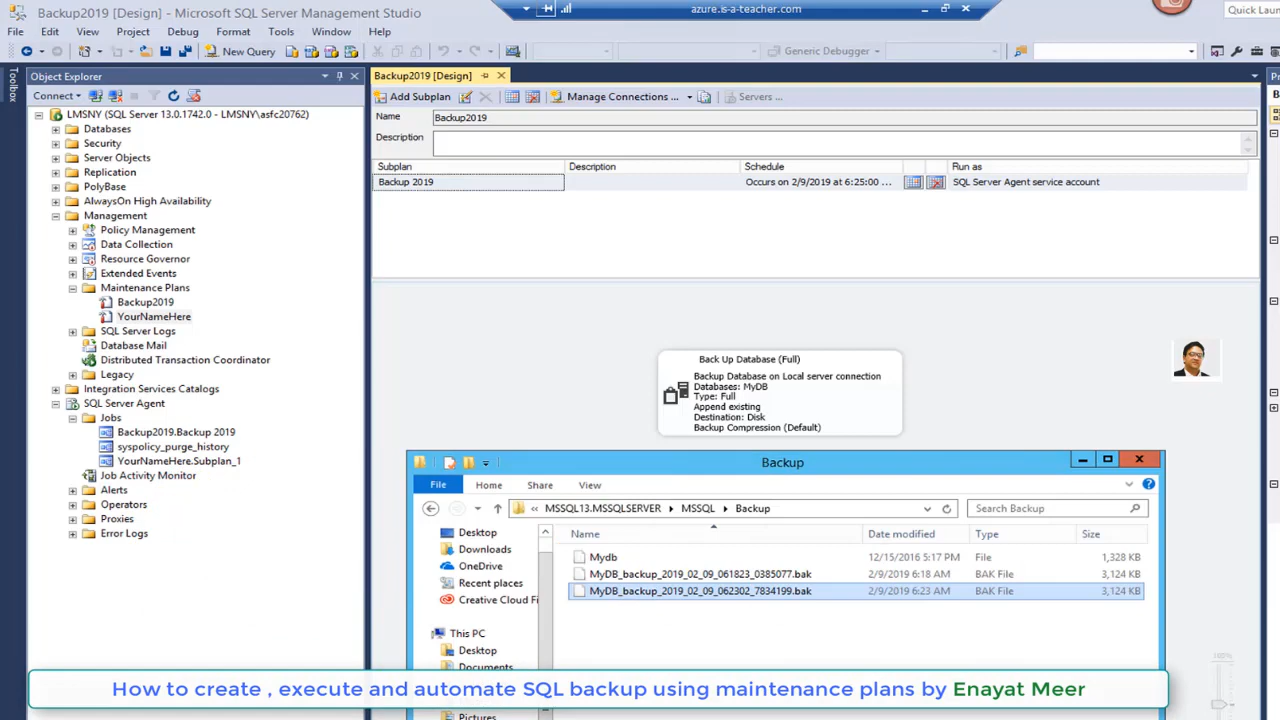 Backup2019 [Design] - Microsoft SQL Server Management Studio
azure.is-a-teacher.com
Quick Laun
File Edit View Project Debug Format Tools Window Help
New Query
Generic Debugger
Toolbox
Object Explorer
Connect
LMSNY (SQL Server 13.0.1742.0 - LMSNY\asfc20762)
Databases
Security
Server Objects
Replication
PolyBase
AlwaysOn High Availability
Management
Policy Management
Data Collection
Resource Governor
Extended Events
Maintenance Plans
Backup2019
YourNameHere
SQL Server Logs
Database Mail
Distributed Transaction Coordinator
Legacy
Integration Services Catalogs
SQL Server Agent
Jobs
Backup2019.Backup 2019
syspolicy_purge_history
YourNameHere.Subplan_1
Job Activity Monitor
Alerts
Operators
Proxies
Error Logs
Backup2019 [Design]
Add Subplan Manage Connections ... Servers ...
Name Backup2019
Description
Subplan Description Schedule Run as
Backup 2019 Occurs on 2/9/2019 at 6:25:00 ... SQL Server Agent service account
Back Up Database (Full)
Backup Database on Local server connection
Databases: MyDB
Type: Full
Append existing
Destination: Disk
Backup Compression (Default)
Backup
File Home Share View
« MSSQL13.MSSQLSERVER MSSQL Backup Search Backup
Desktop
Downloads
OneDrive
Recent places
Creative Cloud Fi
This PC
Desktop
Documents
Pictures
Name Date modified Type Size
Mydb 12/15/2016 5:17 PM File 1,328 KB
MyDB_backup_2019_02_09_061823_0385077.bak 2/9/2019 6:18 AM BAK File 3,124 KB
MyDB_backup_2019_02_09_062302_7834199.bak 2/9/2019 6:23 AM BAK File 3,124 KB
How to create , execute and automate SQL backup using maintenance plans by Enayat Meer